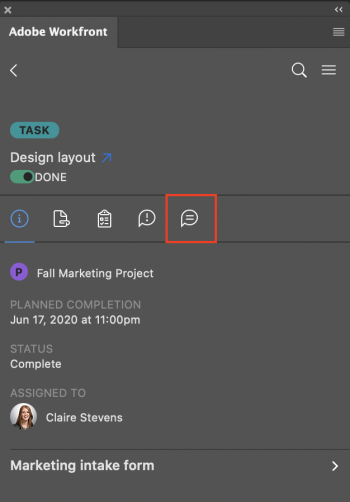 Adobe Workfront
TASK
Design layout
DONE
P Fall Marketing Project
PLANNED COMPLETION
Jun 17, 2020 at 11:00pm
STATUS
Complete
ASSIGNED TO
Claire Stevens
Marketing intake form